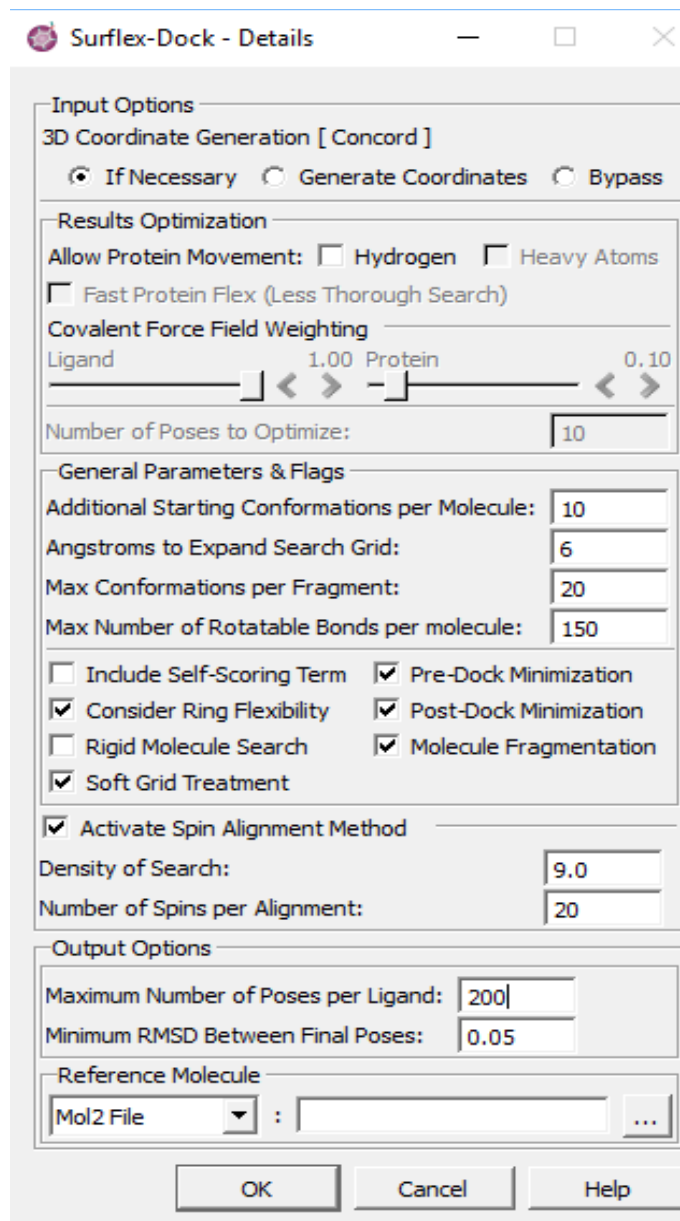 Surflex-Dock - Details
Input Options
3D Coordinate Generation [ Concord ]
If Necessary Generate Coordinates Bypass
Results Optimization
Allow Protein Movement: Hydrogen Heavy Atoms
Fast Protein Flex (Less Thorough Search)
Covalent Force Field Weighting
Ligand 1.00 Protein 0.10
Number of Poses to Optimize: 10
General Parameters & Flags
Additional Starting Conformations per Molecule: 10
Angstroms to Expand Search Grid: 6
Max Conformations per Fragment: 20
Max Number of Rotatable Bonds per molecule: 150
Include Self-Scoring Term Pre-Dock Minimization
Consider Ring Flexibility Post-Dock Minimization
Rigid Molecule Search Molecule Fragmentation
Soft Grid Treatment
Activate Spin Alignment Method
Density of Search: 9.0
Number of Spins per Alignment: 20
Output Options
Maximum Number of Poses per Ligand: 200
Minimum RMSD Between Final Poses: 0.05
Reference Molecule
Mol2 File : ...
OK Cancel Help